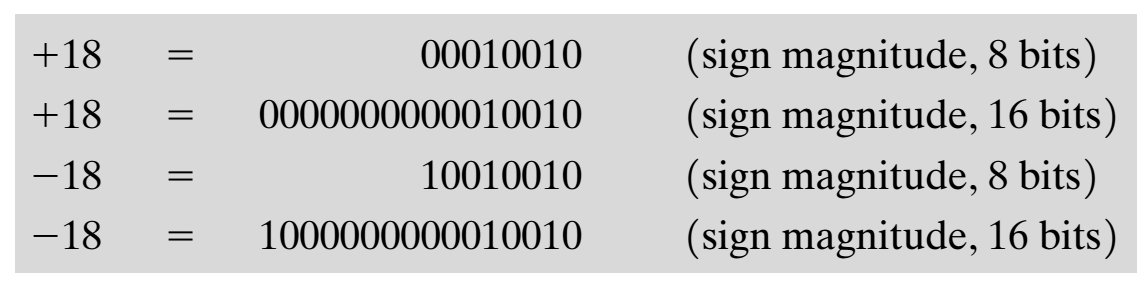 +18 = 00010010 (sign magnitude, 8 bits)
+18 = 0000000000010010 (sign magnitude, 16 bits)
−18 = 10010010 (sign magnitude, 8 bits)
−18 = 1000000000010010 (sign magnitude, 16 bits)